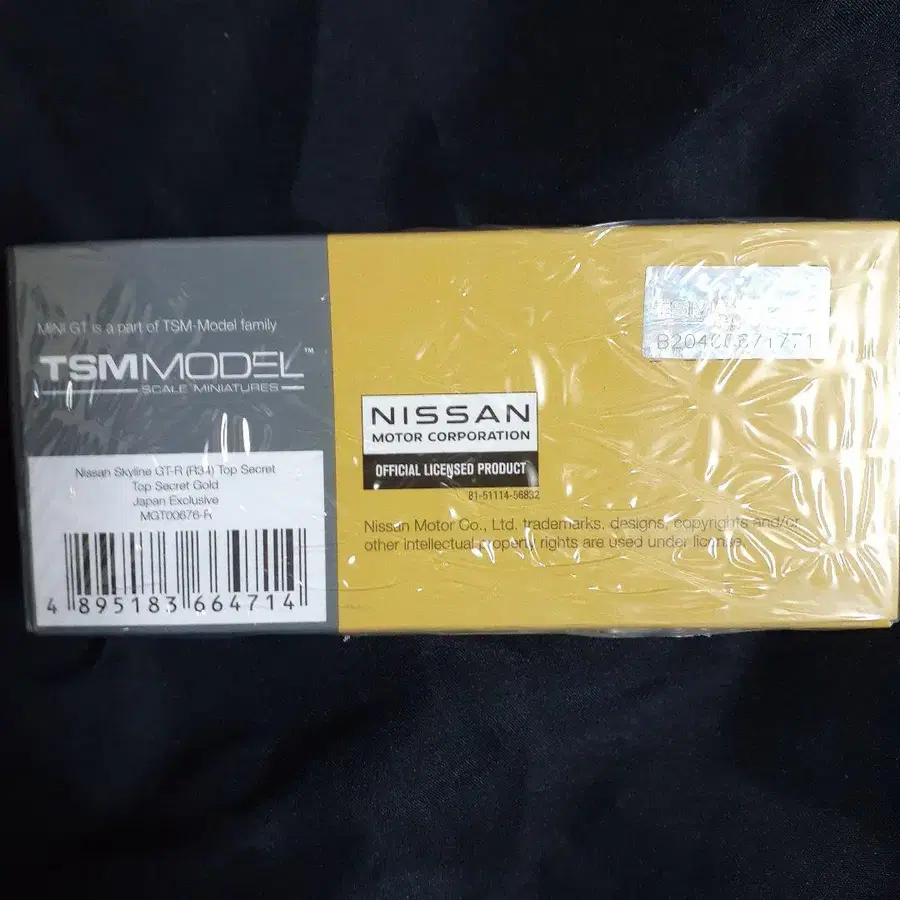 MINI GT is a part of TSM-Model family
TSMMODEL™
SCALE MINIATURES
Nissan Skyline GT-R (R34) Top Secret
Top Secret Gold
Japan Exclusive
MGT00676-R
4 895183 664714
NISSAN
MOTOR CORPORATION
OFFICIAL LICENSED PRODUCT
81-51114-56832
Nissan Motor Co., Ltd. trademarks, designs, copyrights and/or
other intellectual property rights are used under license.